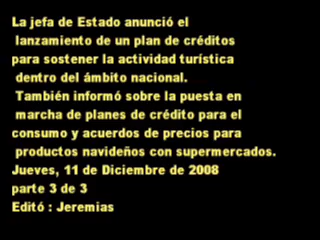 La jefa de Estado anunció el
lanzamiento de un plan de créditos
para sostener la actividad turística
dentro del ámbito nacional.
También informó sobre la puesta en
marcha de planes de crédito para el
consumo y acuerdos de precios para
productos navideños con supermercados.
Jueves, 11 de Diciembre de 2008
parte 3 de 3
Editó : Jeremias